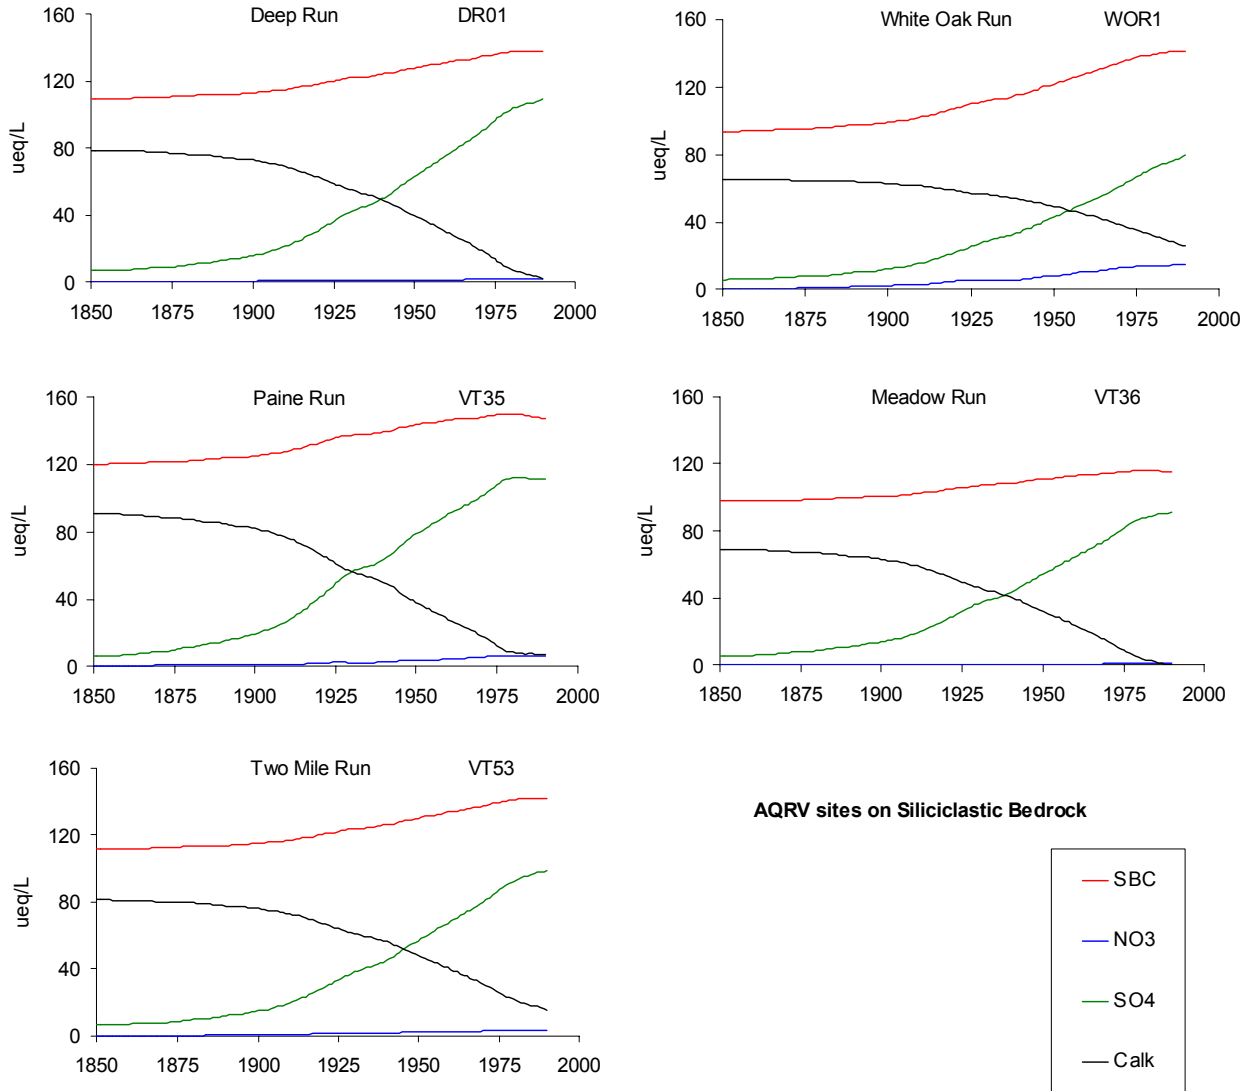 160 Deep Run DR01
120
ueq/L
80
40
0
1850 1875 1900 1925 1950 1975 2000
160 White Oak Run WOR1
120
ueq/L
80
40
0
1850 1875 1900 1925 1950 1975 2000
160 Paine Run VT35
120
ueq/L
80
40
0
1850 1875 1900 1925 1950 1975 2000
160 Meadow Run VT36
120
ueq/L
80
40
0
1850 1875 1900 1925 1950 1975 2000
160 Two Mile Run VT53
120
ueq/L
80
40
0
1850 1875 1900 1925 1950 1975 2000
AQRV sites on Siliciclastic Bedrock
SBC
NO3
SO4
Calk